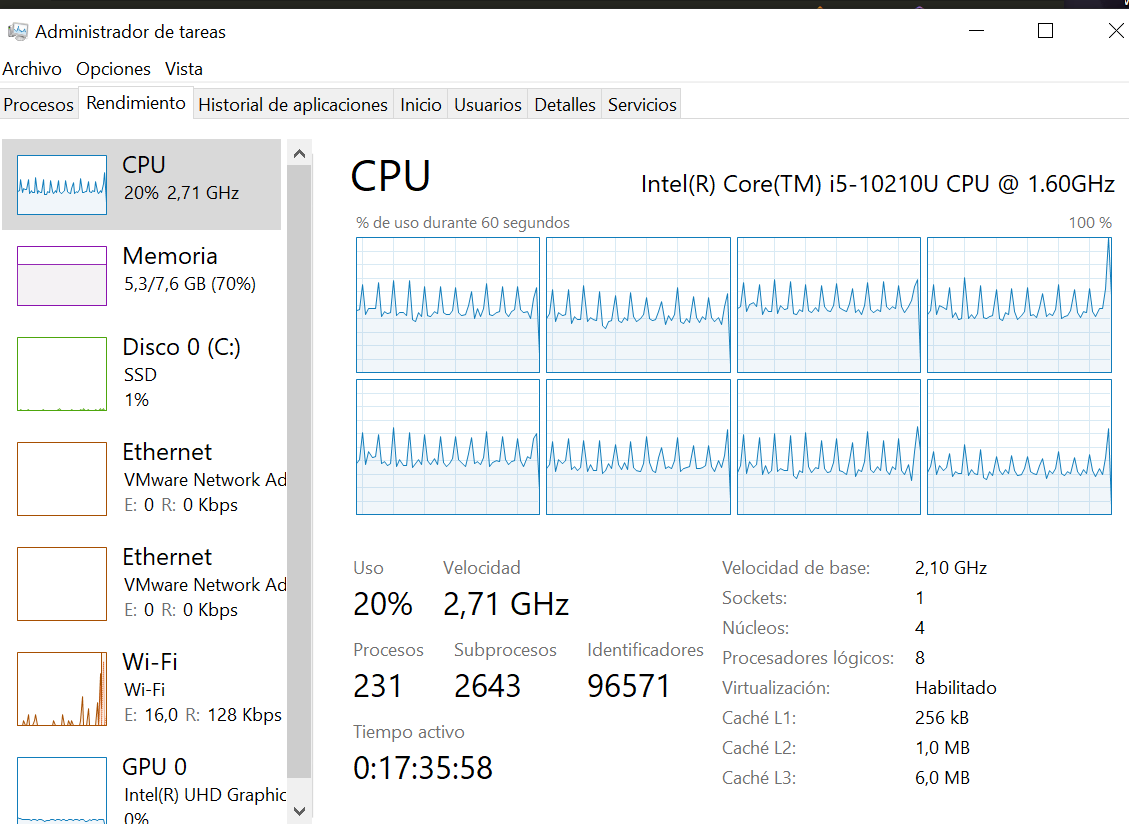 Administrador de tareas
Archivo Opciones Vista
Procesos Rendimiento Historial de aplicaciones Inicio Usuarios Detalles Servicios
CPU
20% 2,71 GHz
Memoria
5,3/7,6 GB (70%)
Disco 0 (C:)
SSD
1%
Ethernet
VMware Network Ad
E: 0 R: 0 Kbps
Ethernet
VMware Network Ad
E: 0 R: 0 Kbps
Wi-Fi
Wi-Fi
E: 16,0 R: 128 Kbps
GPU 0
Intel(R) UHD Graphic
0%
CPU
Intel(R) Core(TM) i5-10210U CPU @ 1.60GHz
% de uso durante 60 segundos 100 %
Uso Velocidad
20% 2,71 GHz
Procesos Subprocesos Identificadores
231 2643 96571
Tiempo activo
0:17:35:58
Velocidad de base: 2,10 GHz
Sockets: 1
Núcleos: 4
Procesadores lógicos: 8
Virtualización: Habilitado
Caché L1: 256 kB
Caché L2: 1,0 MB
Caché L3: 6,0 MB